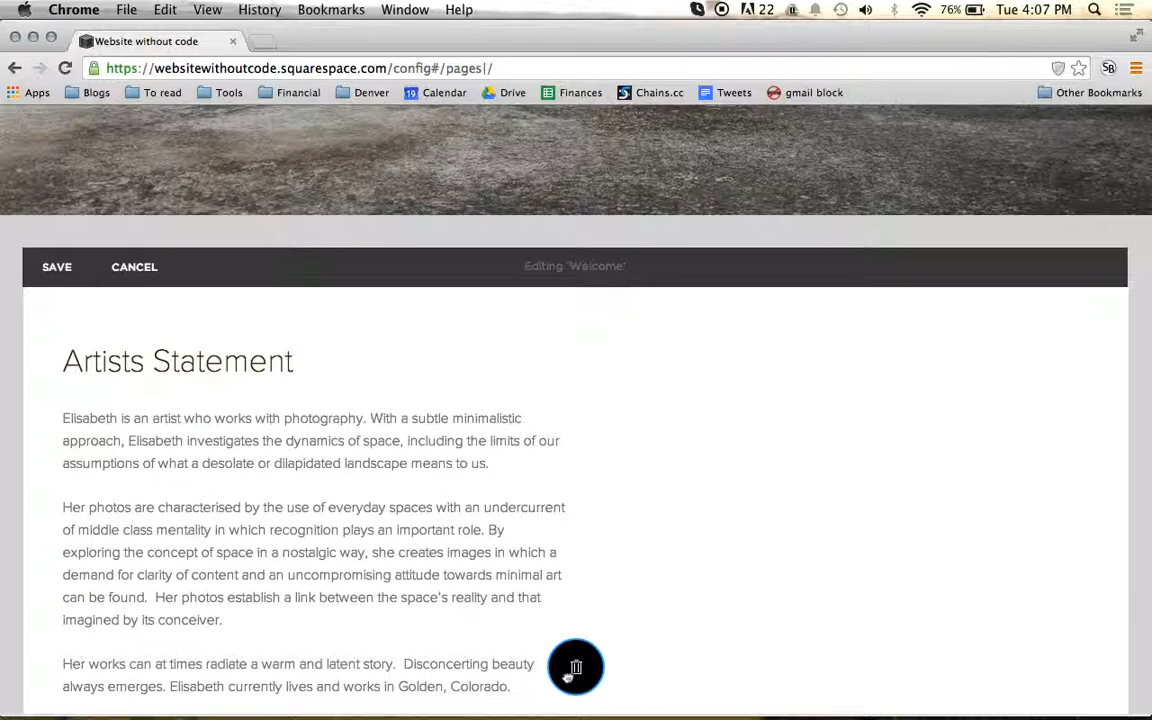 Chrome File Edit View History Bookmarks Window Help 22 76% Tue 4:07 PM
Website without code
https://websitewithoutcode.squarespace.com/config#/pages|/
Apps Blogs To read Tools Financial Denver 19 Calendar Drive Finances Chains.cc Tweets gmail block Other Bookmarks
SAVE CANCEL Editing 'Welcome'
Artists Statement
Elisabeth is an artist who works with photography. With a subtle minimalistic
approach, Elisabeth investigates the dynamics of space, including the limits of our
assumptions of what a desolate or dilapidated landscape means to us.
Her photos are characterised by the use of everyday spaces with an undercurrent
of middle class mentality in which recognition plays an important role. By
exploring the concept of space in a nostalgic way, she creates images in which a
demand for clarity of content and an uncompromising attitude towards minimal art
can be found. Her photos establish a link between the space's reality and that
imagined by its conceiver.
Her works can at times radiate a warm and latent story. Disconcerting beauty
always emerges. Elisabeth currently lives and works in Golden, Colorado.